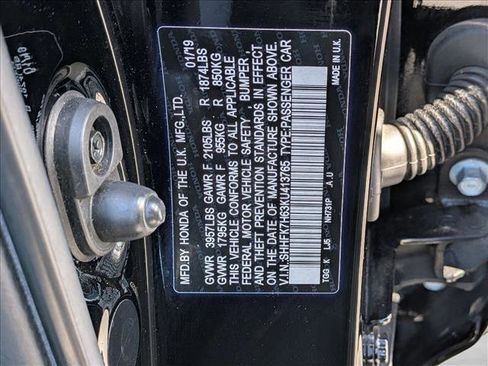 MFD.BY HONDA OF THE U.K. MFG.,LTD. 01/19
GVWR 3957LBS GAWR F 2105LBS R 1874LBS
GVWR 1795KG GAWR F 955KG R 850KG
THIS VEHICLE CONFORMS TO ALL APPLICABLE
FEDERAL MOTOR VEHICLE SAFETY, BUMPER,
AND THEFT PREVENTION STANDARDS IN EFFECT
ON THE DATE OF MANUFACTURE SHOWN ABOVE.
V.I.N.:SHHFK7H63KU413765 TYPE:PASSENGER CAR
TGG K LJ5 NH731P A U MADE IN U.K.